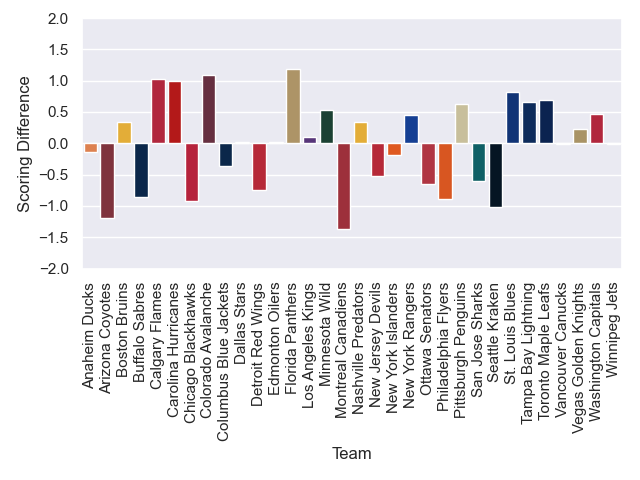 2.0
1.5
1.0
0.5
0.0
−0.5
−1.0
−1.5
−2.0
Scoring Difference
Anaheim Ducks
Arizona Coyotes
Boston Bruins
Buffalo Sabres
Calgary Flames
Carolina Hurricanes
Chicago Blackhawks
Colorado Avalanche
Columbus Blue Jackets
Dallas Stars
Detroit Red Wings
Edmonton Oilers
Florida Panthers
Los Angeles Kings
Minnesota Wild
Montreal Canadiens
Nashville Predators
New Jersey Devils
New York Islanders
New York Rangers
Ottawa Senators
Philadelphia Flyers
Pittsburgh Penguins
San Jose Sharks
Seattle Kraken
St. Louis Blues
Tampa Bay Lightning
Toronto Maple Leafs
Vancouver Canucks
Vegas Golden Knights
Washington Capitals
Winnipeg Jets
Team